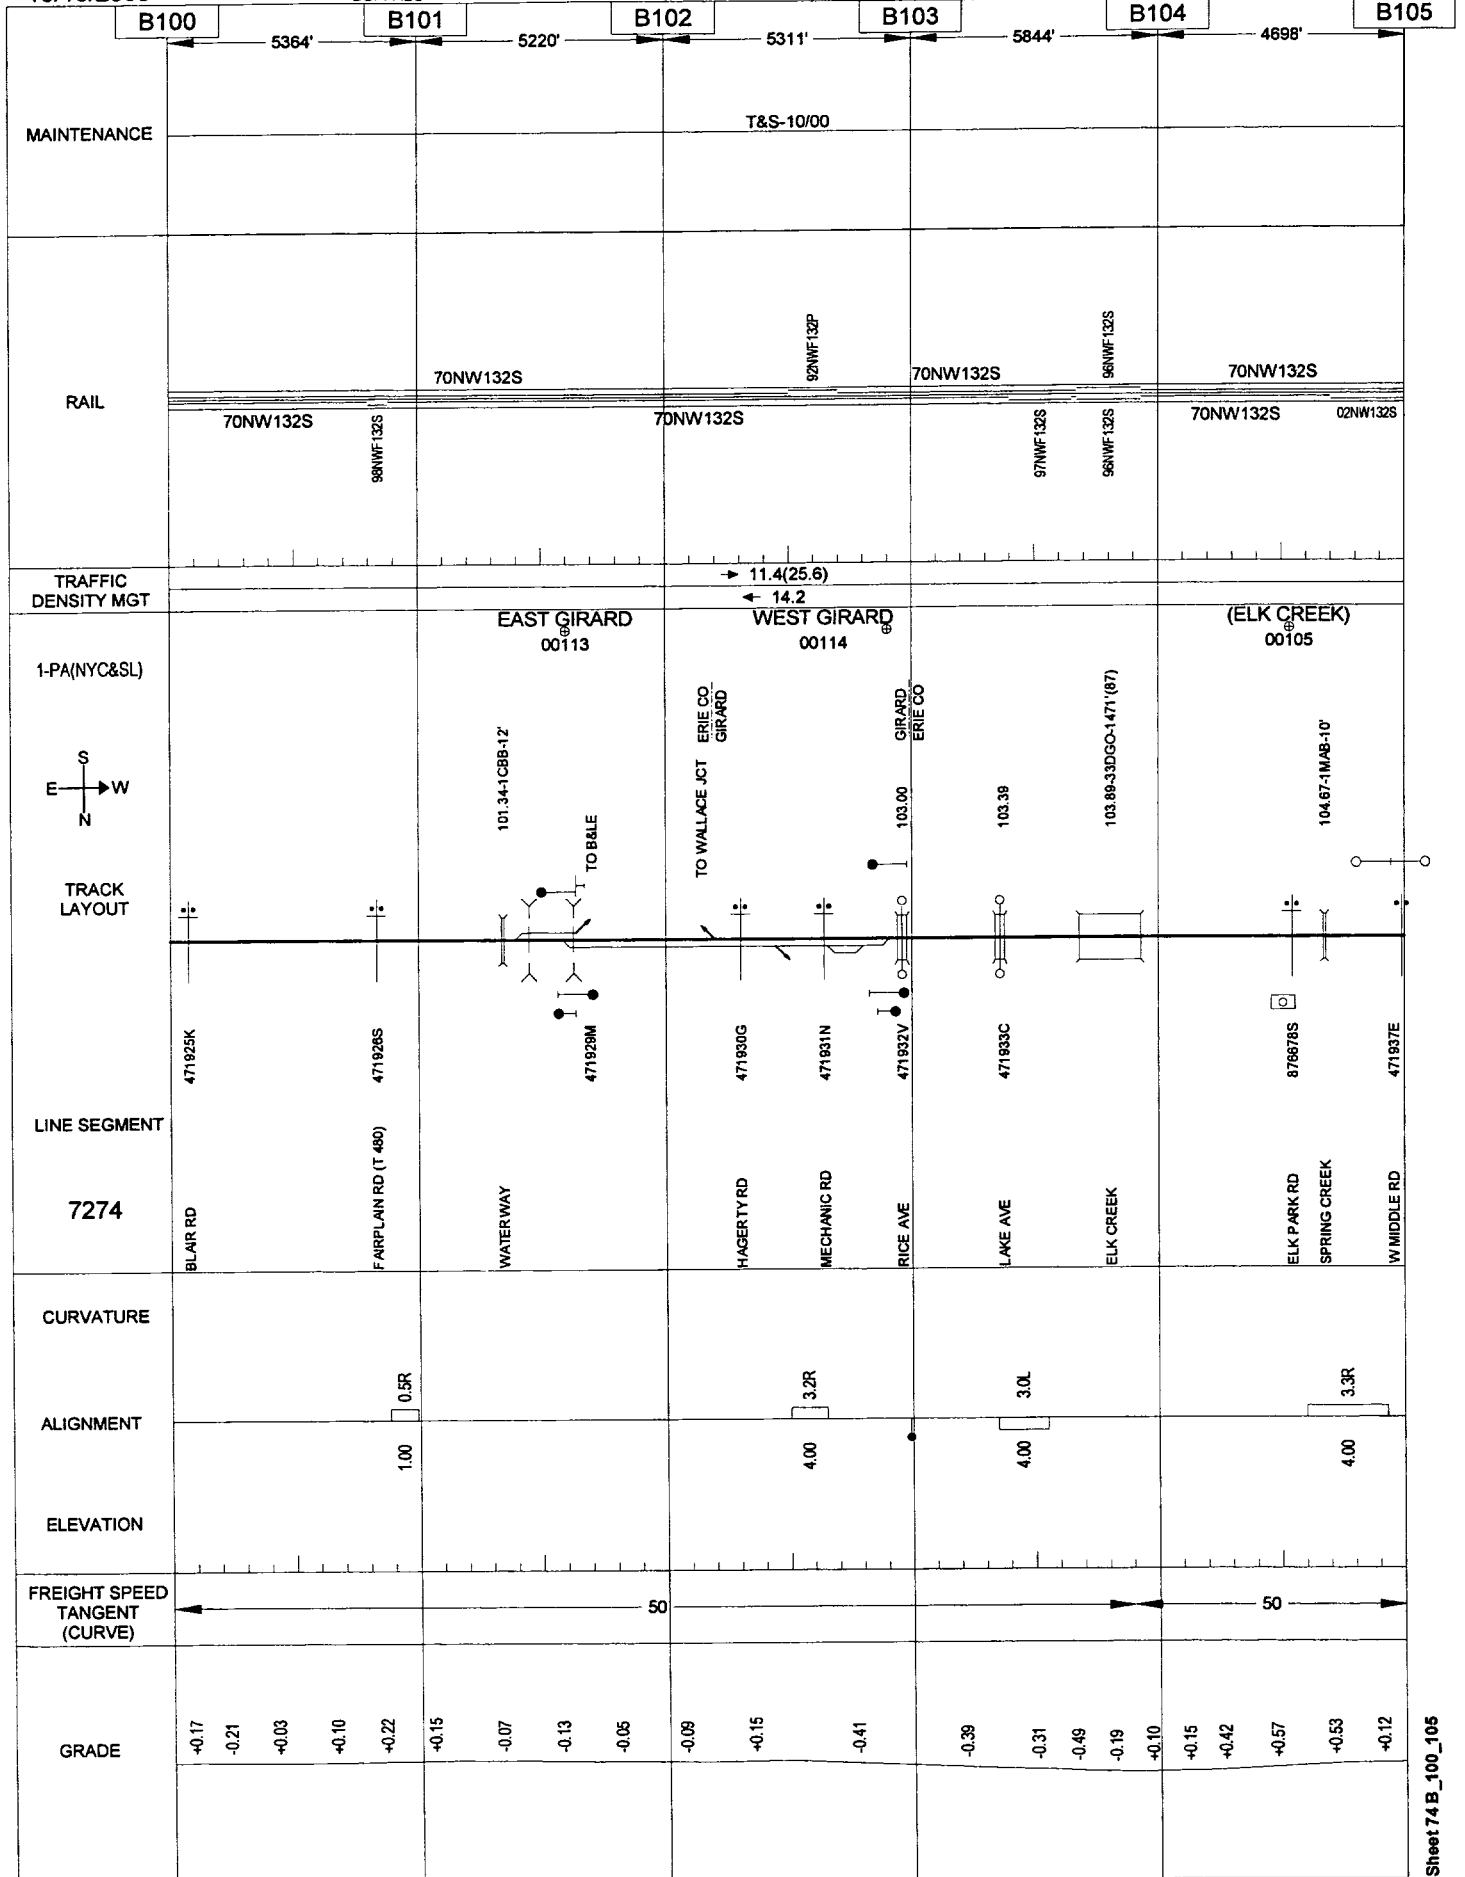 B100 B101 B102 B103 B104 B105
5364' 5220' 5311' 5844' 4698'
MAINTENANCE
T&S-10/00
RAIL
92NWF132P
96NWF132S
70NW132S 70NW132S 70NW132S
70NW132S 70NW132S 70NW132S 02NW132S
98NWF132S
97NWF132S
96NWF132S
TRAFFIC
DENSITY MGT
11.4(25.6)
14.2
EAST GIRARD WEST GIRARD (ELK CREEK)
00113 00114 00105
1-PA(NYC&SL)
S
E W
N
101.34-1CBB-12'
TO B&LE
TO WALLACE JCT
ERIE CO
GIRARD
GIRARD
ERIE CO
103.00
103.39
103.89-33DGO-1471'(87)
104.67-1MAB-10'
TRACK
LAYOUT
471925K
471926S
471929M
471930G
471931N
471932V
471933C
876678S
471937E
LINE SEGMENT
7274
BLAIR RD
FAIRPLAIN RD (T 480)
WATERWAY
HAGERTY RD
MECHANIC RD
RICE AVE
LAKE AVE
ELK CREEK
ELK PARK RD
SPRING CREEK
W MIDDLE RD
CURVATURE
0.5R 3.2R 3.0L 3.3R
ALIGNMENT
1.00 4.00 4.00 4.00
ELEVATION
FREIGHT SPEED
TANGENT
(CURVE)
50 50
GRADE
+0.17 -0.21 +0.03 +0.10 +0.22 +0.15 -0.07 -0.13 -0.05 -0.09 +0.15 -0.41 -0.39 -0.31 -0.49 -0.19 +0.10 +0.15 +0.42 +0.57 +0.53 +0.12
Sheet 74 B_100_105